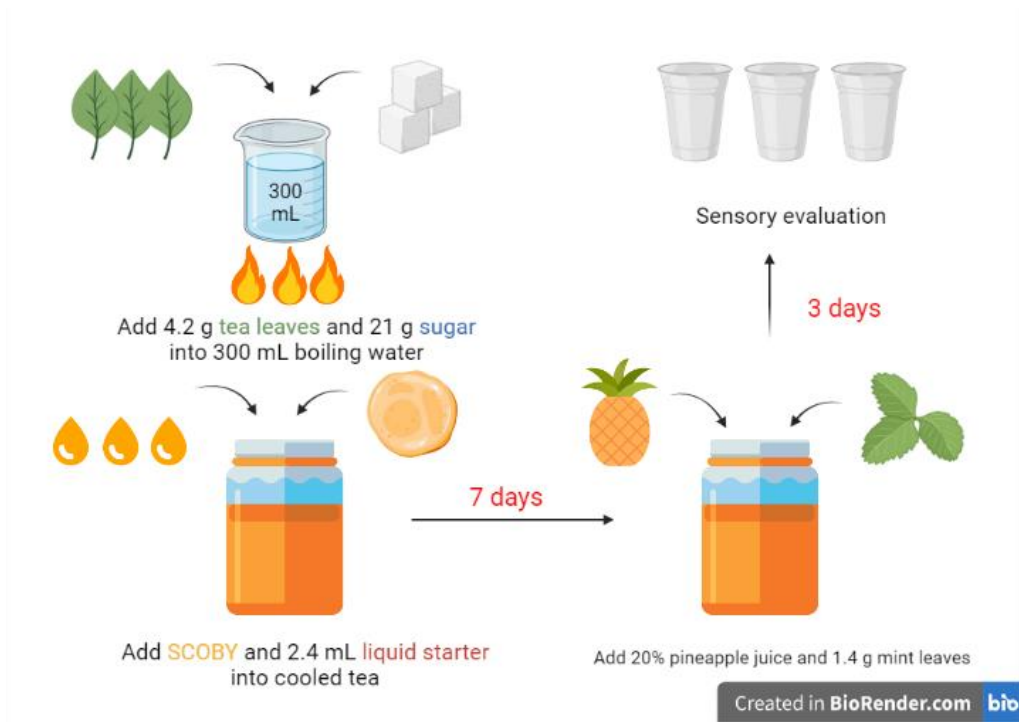 300
mL
Add 4.2 g tea leaves and 21 g sugar
into 300 mL boiling water
Add SCOBY and 2.4 mL liquid starter
into cooled tea
7 days
Add 20% pineapple juice and 1.4 g mint leaves
3 days
Sensory evaluation
Created in BioRender.com bio